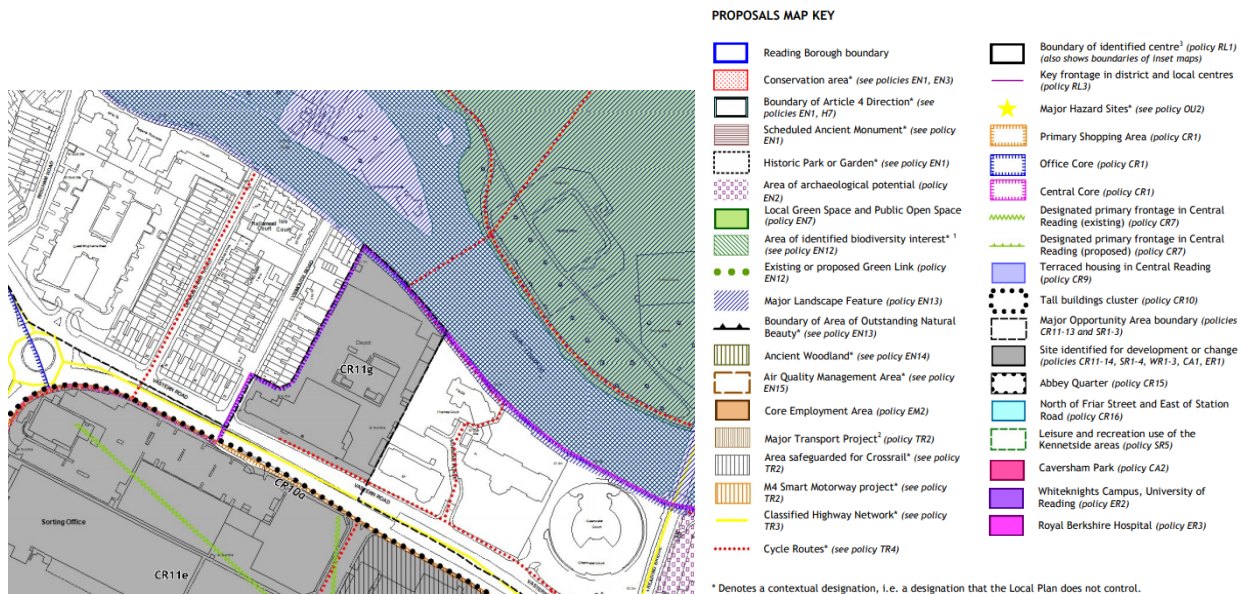 PROPOSALS MAP KEY
Reading Borough boundary
Conservation area* (see policies EN1, EN3)
Boundary of Article 4 Direction* (see
policies EN1, H7)
Scheduled Ancient Monument* (see policy
EN1)
Historic Park or Garden* (see policy EN1)
Area of archaeological potential (policy
EN2)
Local Green Space and Public Open Space
(policy EN7)
Area of identified biodiversity interest* 1
(see policy EN12)
Existing or proposed Green Link (policy
EN12)
Major Landscape Feature (policy EN13)
Boundary of Area of Outstanding Natural
Beauty* (see policy EN13)
Ancient Woodland* (see policy EN14)
Air Quality Management Area* (see policy
EN15)
Core Employment Area (policy EM2)
Major Transport Project2 (policy TR2)
Area safeguarded for Crossrail* (see policy
TR2)
M4 Smart Motorway project* (see policy
TR2)
Classified Highway Network* (see policy
TR3)
Cycle Routes* (see policy TR4)
Boundary of identified centre3 (policy RL1)
(also shows boundaries of inset maps)
Key frontage in district and local centres
(policy RL3)
Major Hazard Sites* (see policy OU2)
Primary Shopping Area (policy CR1)
Office Core (policy CR1)
Central Core (policy CR1)
Designated primary frontage in Central
Reading (existing) (policy CR7)
Designated primary frontage in Central
Reading (proposed) (policy CR7)
Terraced housing in Central Reading
(policy CR9)
Tall buildings cluster (policy CR10)
Major Opportunity Area boundary (policies
CR11-13 and SR1-3)
Site identified for development or change
(policies CR11-14, SR1-4, WR1-3, CA1, ER1)
Abbey Quarter (policy CR15)
North of Friar Street and East of Station
Road (policy CR16)
Leisure and recreation use of the
Kennetside areas (policy SR5)
Caversham Park (policy CA2)
Whiteknights Campus, University of
Reading (policy ER2)
Royal Berkshire Hospital (policy ER3)
* Denotes a contextual designation, i.e. a designation that the Local Plan does not control.
Depot
CR11g
VASTERN ROAD
VASTERN ROAD
CR10a
Sorting Office
CR11e